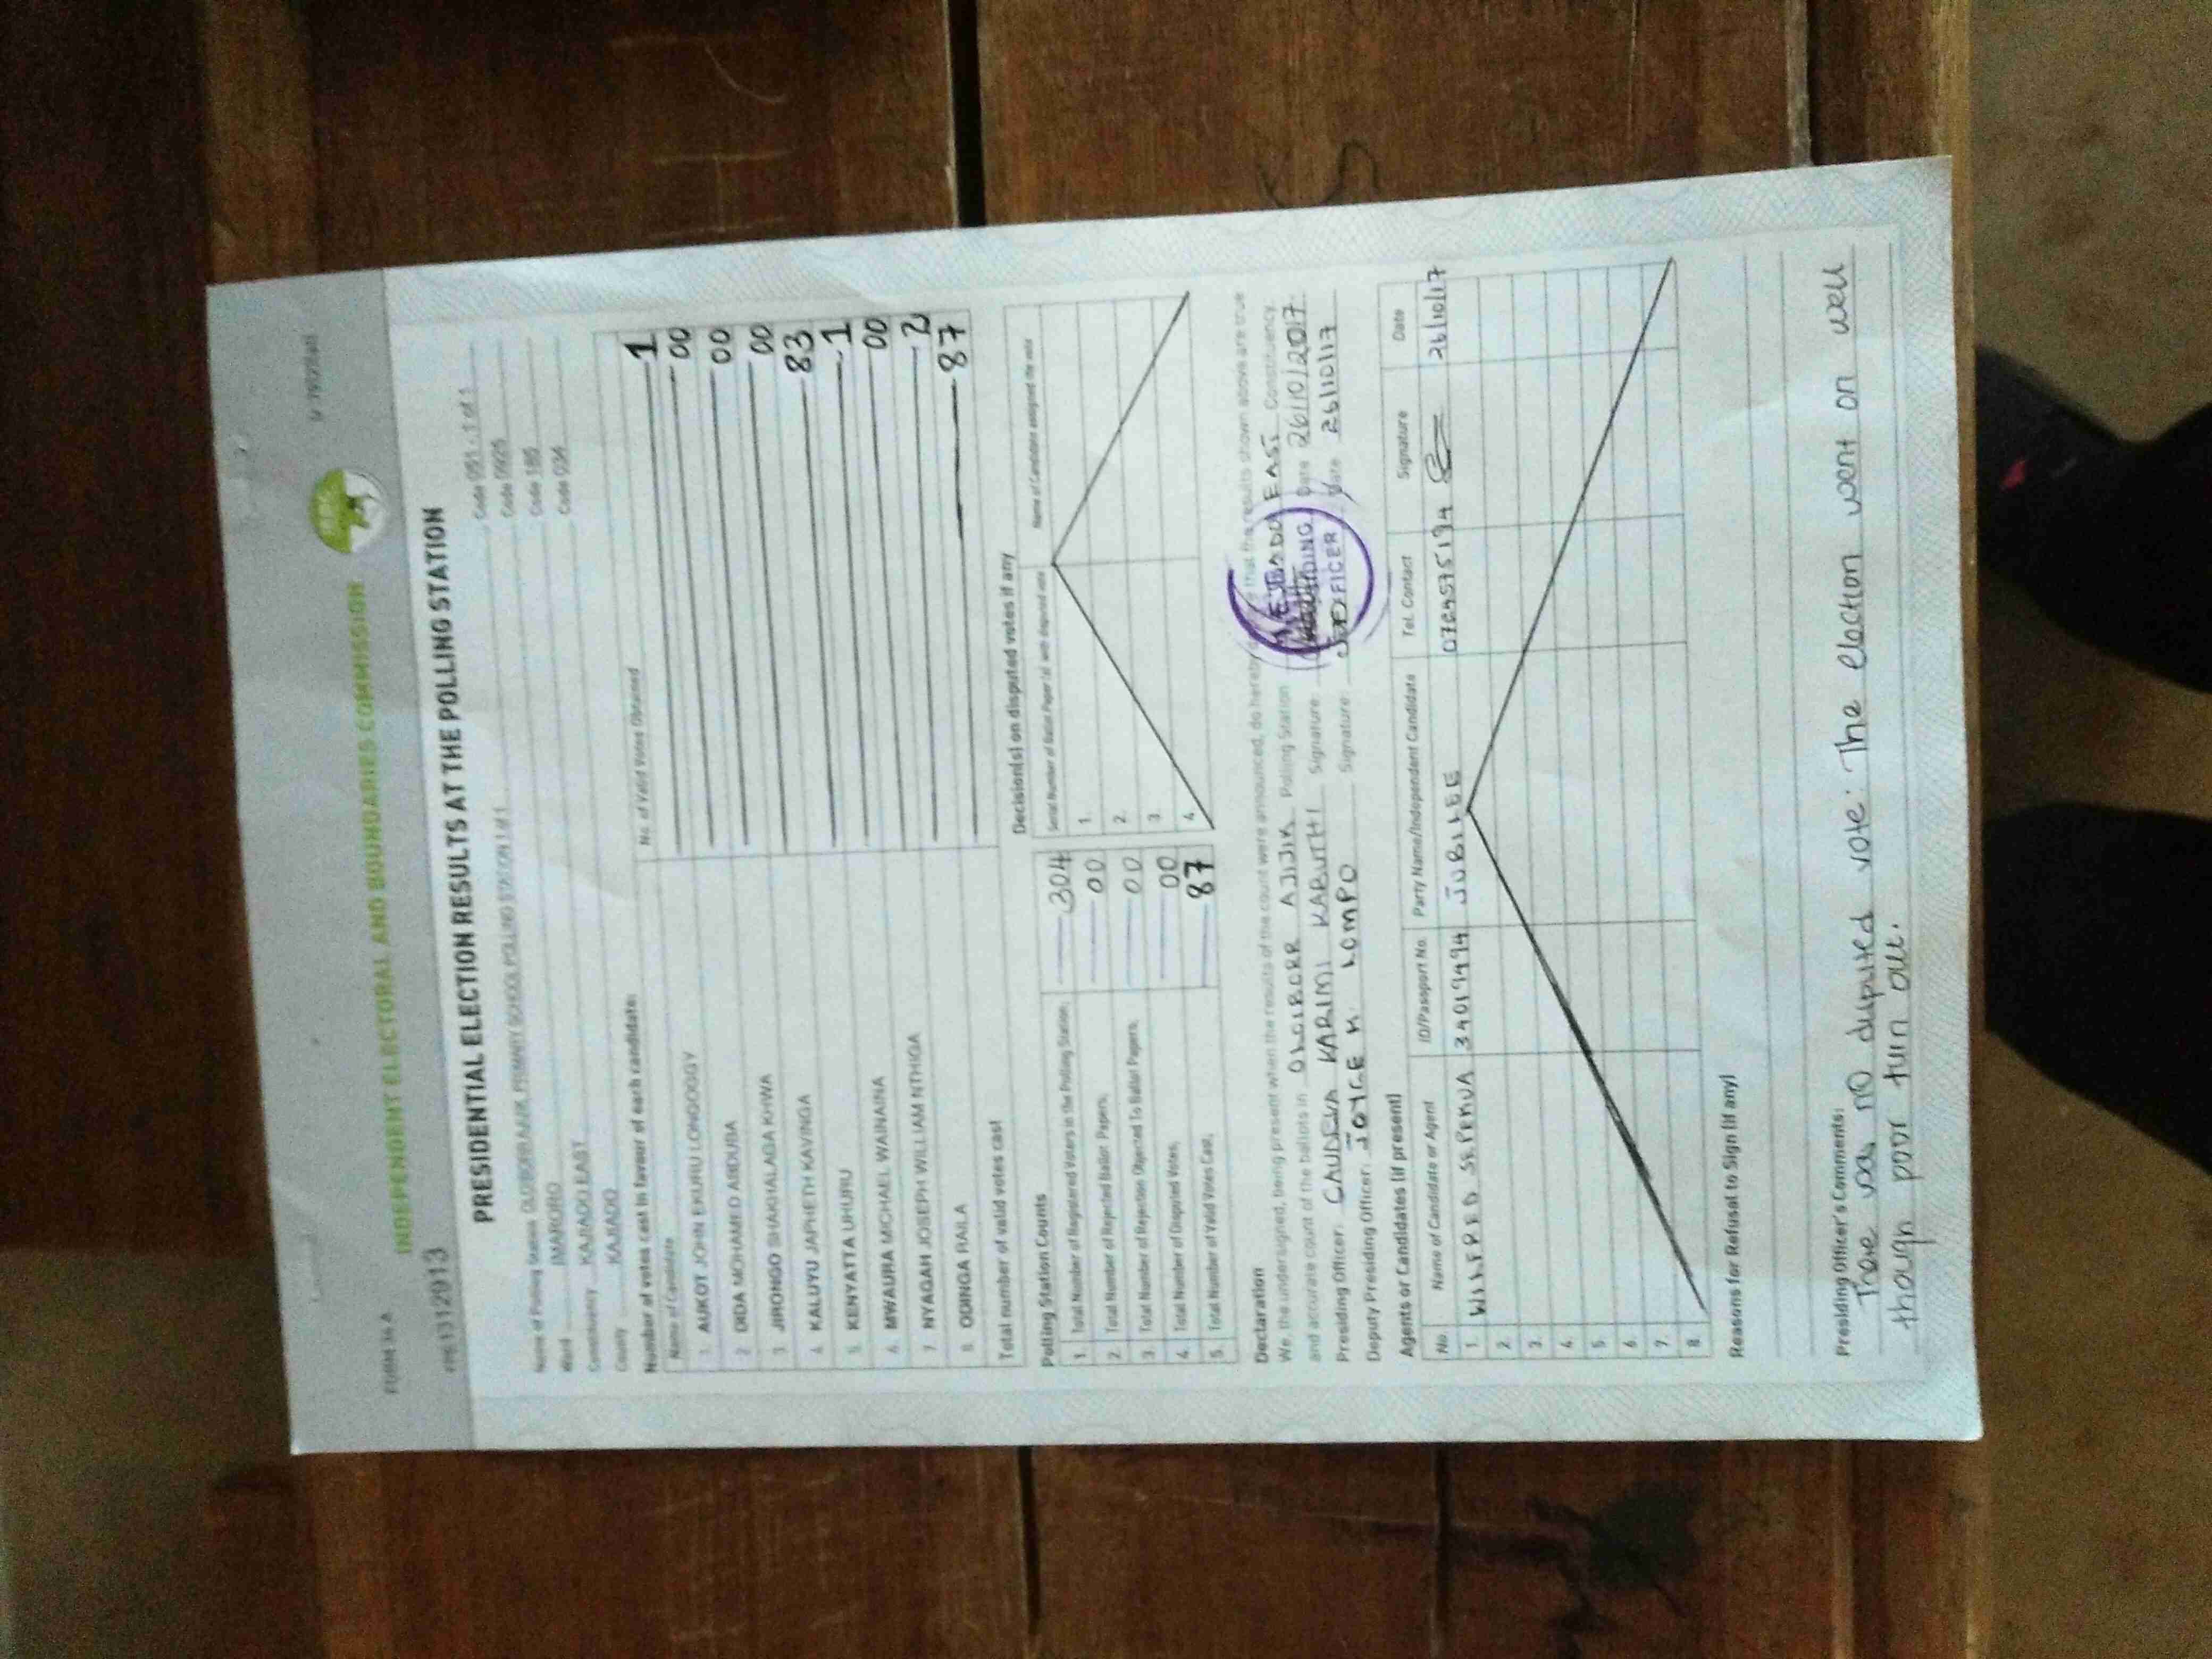 FORM 34 A
INDEPENDENT ELECTORAL AND BOUNDARIES COMMISSION
PRESIDENTIAL ELECTION RESULTS AT THE POLLING STATION
Name of Polling Station PRIMARY SCHOOL POLLING STATION 1 of 1 Code 051 - 1 of 1
Ward IMARORO Code 0925
Constituency KAJIADO EAST Code 185
County KAJIADO Code 034
Number of votes cast in favour of each candidate:
Name of Candidate No. of Valid Votes Obtained
1. AUKOT JOHN EKURU LONGOGGY 1
2. DIDA MOHAMED ABDUBA 00
3. JIRONGO SHAKHALAGA KHWA 00
4. KALUYU JAPHETH KAVINGA 00
5. KENYATTA UHURU 83
6. MWAURA MICHAEL WAINAINA 1
7. NYAGAH JOSEPH WILLIAM NTHIGA 00
8. ODINGA RAILA 2
Total number of valid votes cast 87
Polling Station Counts
1. Total Number of Registered Voters in the Polling Station; 304
2. Total Number of Rejected Ballot Papers; 00
3. Total Number of Rejection Objected To Ballot Papers; 00
4. Total Number of Disputed Votes; 00
5. Total Number of Valid Votes Cast; 87
Decision(s) on disputed votes if any
Serial Number of Ballot Paper (s) with disputed vote Name of Candidate assigned the vote
1.
2.
3.
4.
Declaration
We, the undersigned, being present when the results of the count were announced, do hereby that the results shown above are true
and accurate count of the ballots in AJIJIK Polling Station EAST Constituency.
Presiding Officer: KARIMI KABUTHI Signature: Date 26/10/2017
Deputy Presiding Officer: JOYCE K. LOMPO Signature: Date 26/10/17
OFFICER
Agents or Candidates (if present)
No. Name of Candidate or Agent ID/Passport No. Party Name/Independent Candidate Tel. Contact Signature Date
1. WILFRED 34019494 JUBILEE 26/10/17
2.
3.
4.
5.
6.
7.
8.
Reasons for Refusal to Sign (if any)
Presiding Officer's Comments:
There was no disputed vote: The election went on well
though poor turn out.